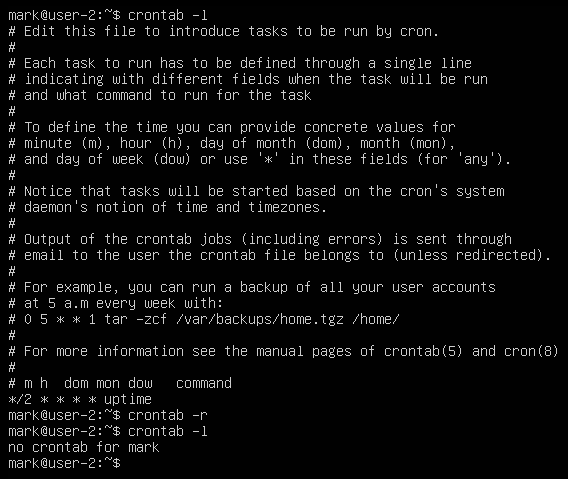 mark@user-2:~$ crontab -l
# Edit this file to introduce tasks to be run by cron.
#
# Each task to run has to be defined through a single line
# indicating with different fields when the task will be run
# and what command to run for the task
#
# To define the time you can provide concrete values for
# minute (m), hour (h), day of month (dom), month (mon),
# and day of week (dow) or use '*' in these fields (for 'any').
#
# Notice that tasks will be started based on the cron's system
# daemon's notion of time and timezones.
#
# Output of the crontab jobs (including errors) is sent through
# email to the user the crontab file belongs to (unless redirected).
#
# For example, you can run a backup of all your user accounts
# at 5 a.m every week with:
# 0 5 * * 1 tar -zcf /var/backups/home.tgz /home/
#
# For more information see the manual pages of crontab(5) and cron(8)
#
# m h  dom mon dow   command
*/2 * * * * uptime
mark@user-2:~$ crontab -r
mark@user-2:~$ crontab -l
no crontab for mark
mark@user-2:~$